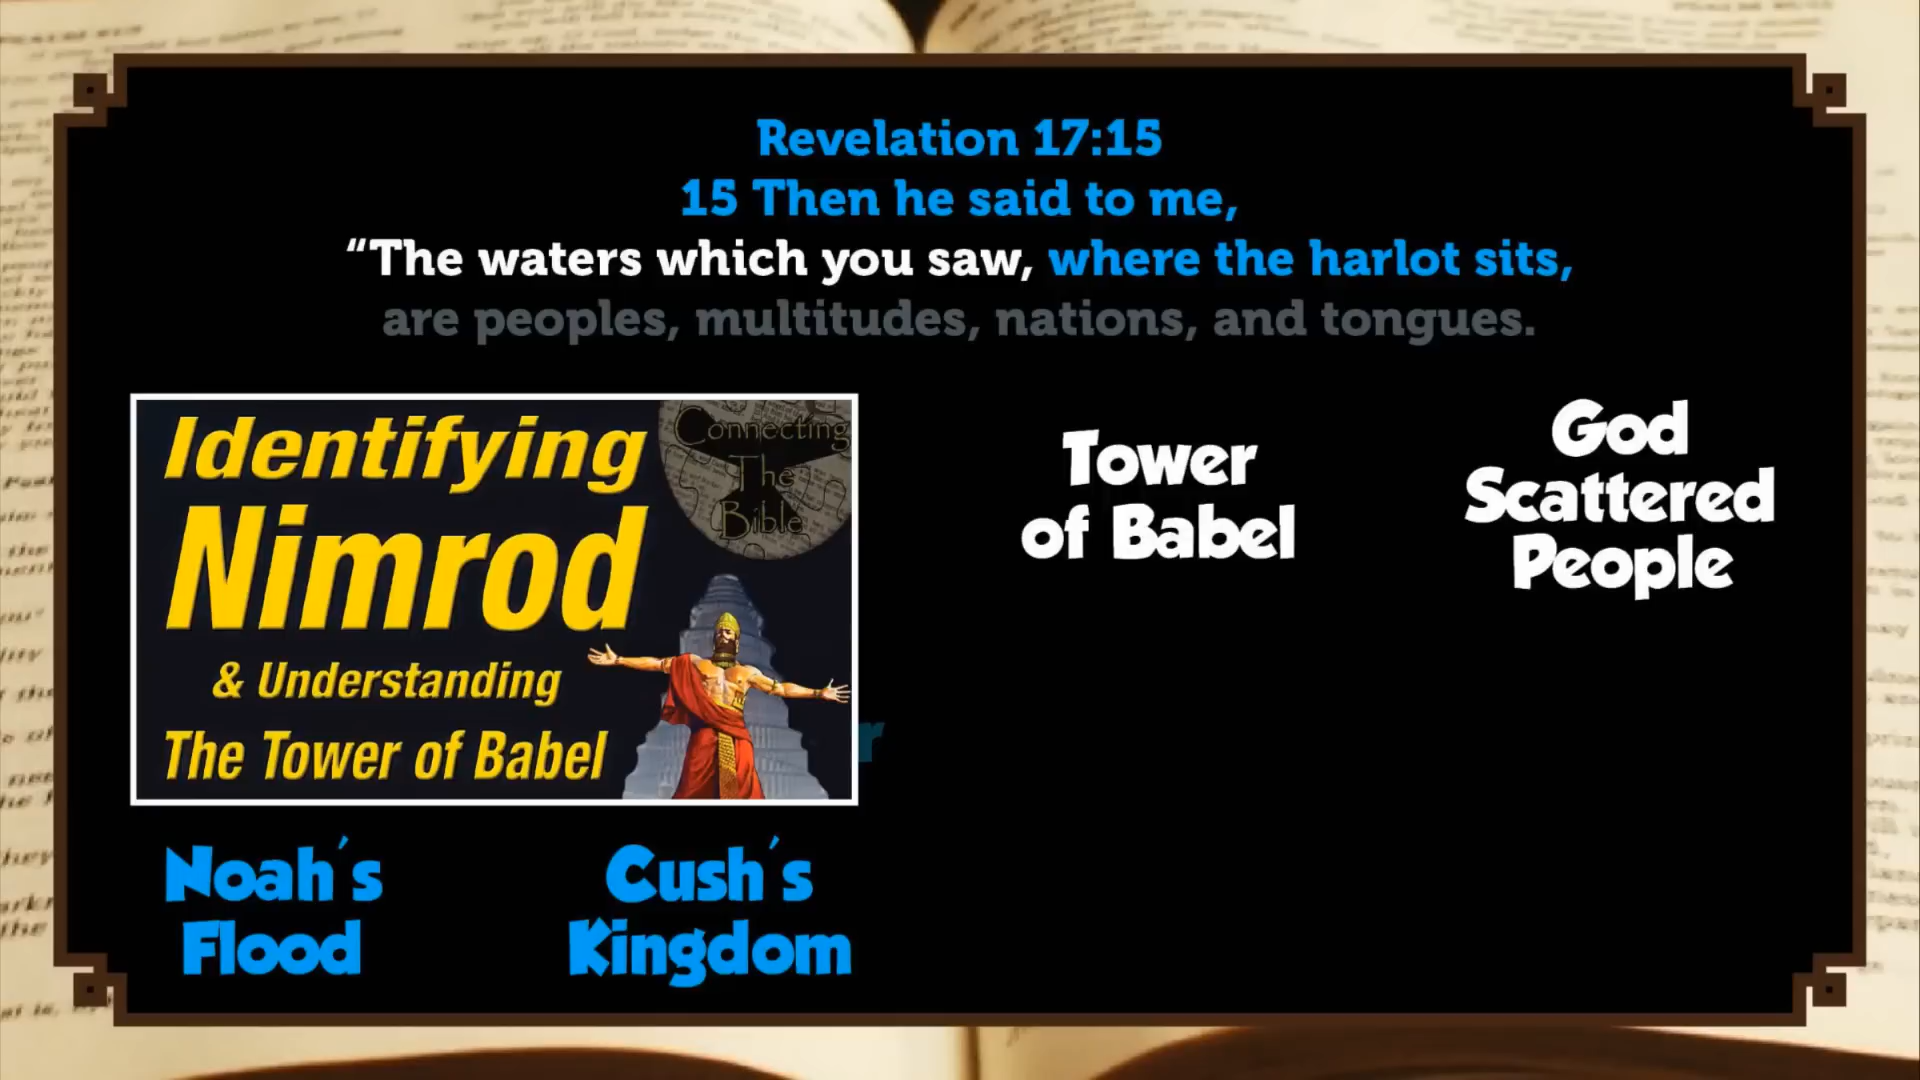 Revelation 17:15
15 Then he said to me,
“The waters which you saw, where the harlot sits,
are peoples, multitudes, nations, and tongues.
Identifying
Nimrod
& Understanding
The Tower of Babel
Connecting
The
Bible
Tower
of Babel
God
Scattered
People
Noah's
Flood
Cush's
Kingdom